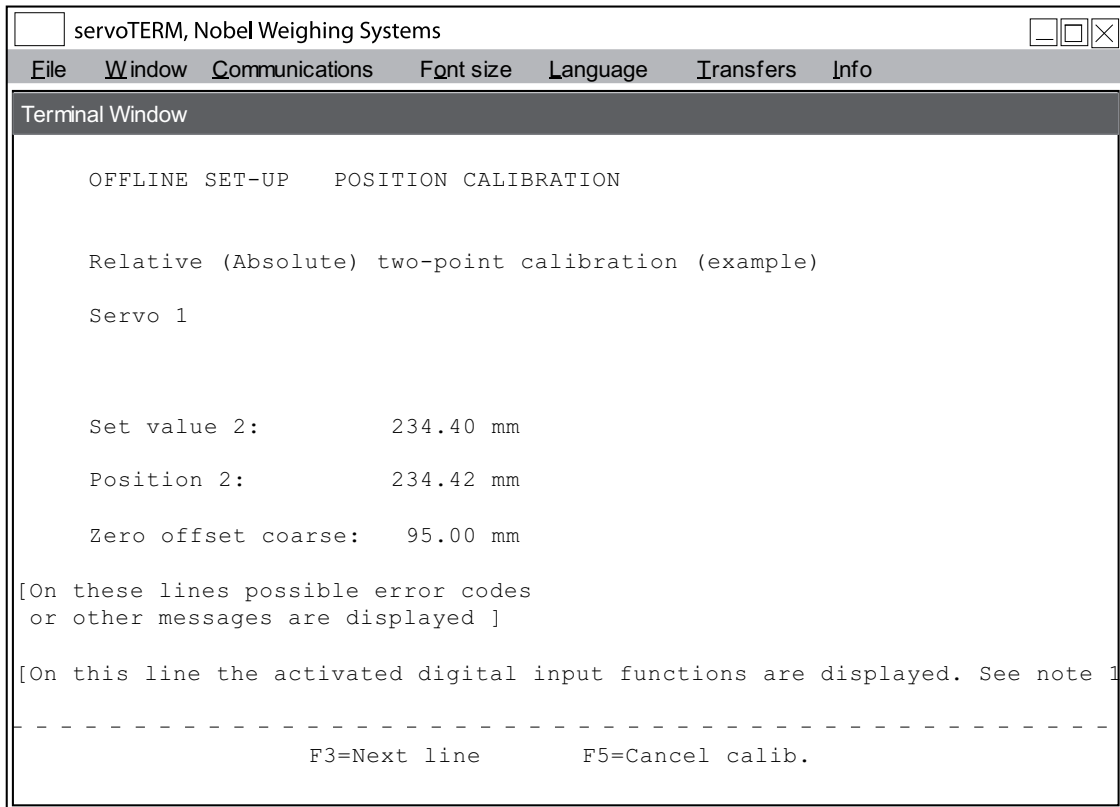 servoTERM, Nobel Weighing Systems
File Window Communications Font size Language Transfers Info
Terminal Window
OFFLINE SET-UP POSITION CALIBRATION
Relative (Absolute) two-point calibration (example)
Servo 1
Set value 2: 234.40 mm
Position 2: 234.42 mm
Zero offset coarse: 95.00 mm
[On these lines possible error codes
or other messages are displayed ]
[On this line the activated digital input functions are displayed. See note 1
F3=Next line F5=Cancel calib.